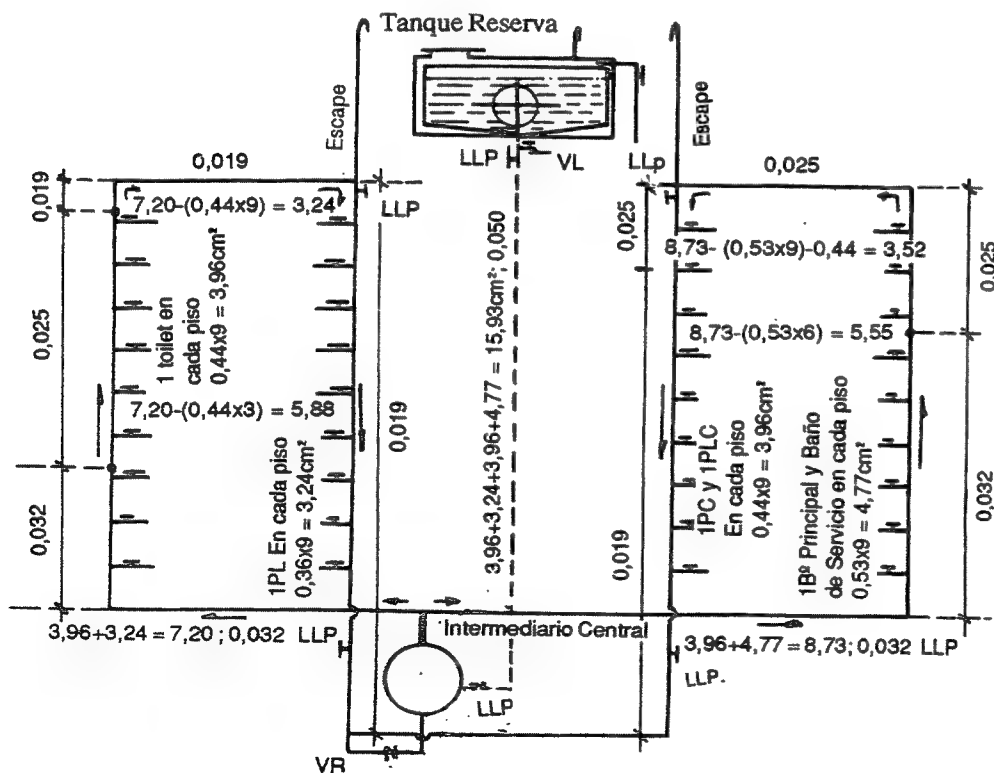 Tanque Reserva
Escape
Escape
LLP
VL
LLp
0,019
0,025
0,019
LLP
0,025
0,025
7,20-(0,44x9) = 3,24
8,73- (0,53x9)-0,44 = 3,52
0,025
1 toilet en
cada piso
0,44x9 = 3,96cm²
3,96+3,24+3,96+4,77 = 15,93cm²; 0,050
8,73-(0,53x6) = 5,55
7,20-(0,44x3) = 5,88
0,019
0,032
1PL En cada piso
0,36x9 = 3,24cm²
0,019
1PC y 1PLC
En cada piso
0,44x9 = 3,96cm²
1Bº Principal y Baño
de Servicio en cada piso
0,53x9 = 4,77cm²
0,032
3,96+3,24 = 7,20 ; 0,032 LLP
Intermediario Central
3,96+4,77 = 8,73; 0,032 LLP
LLP.
LLP
VR